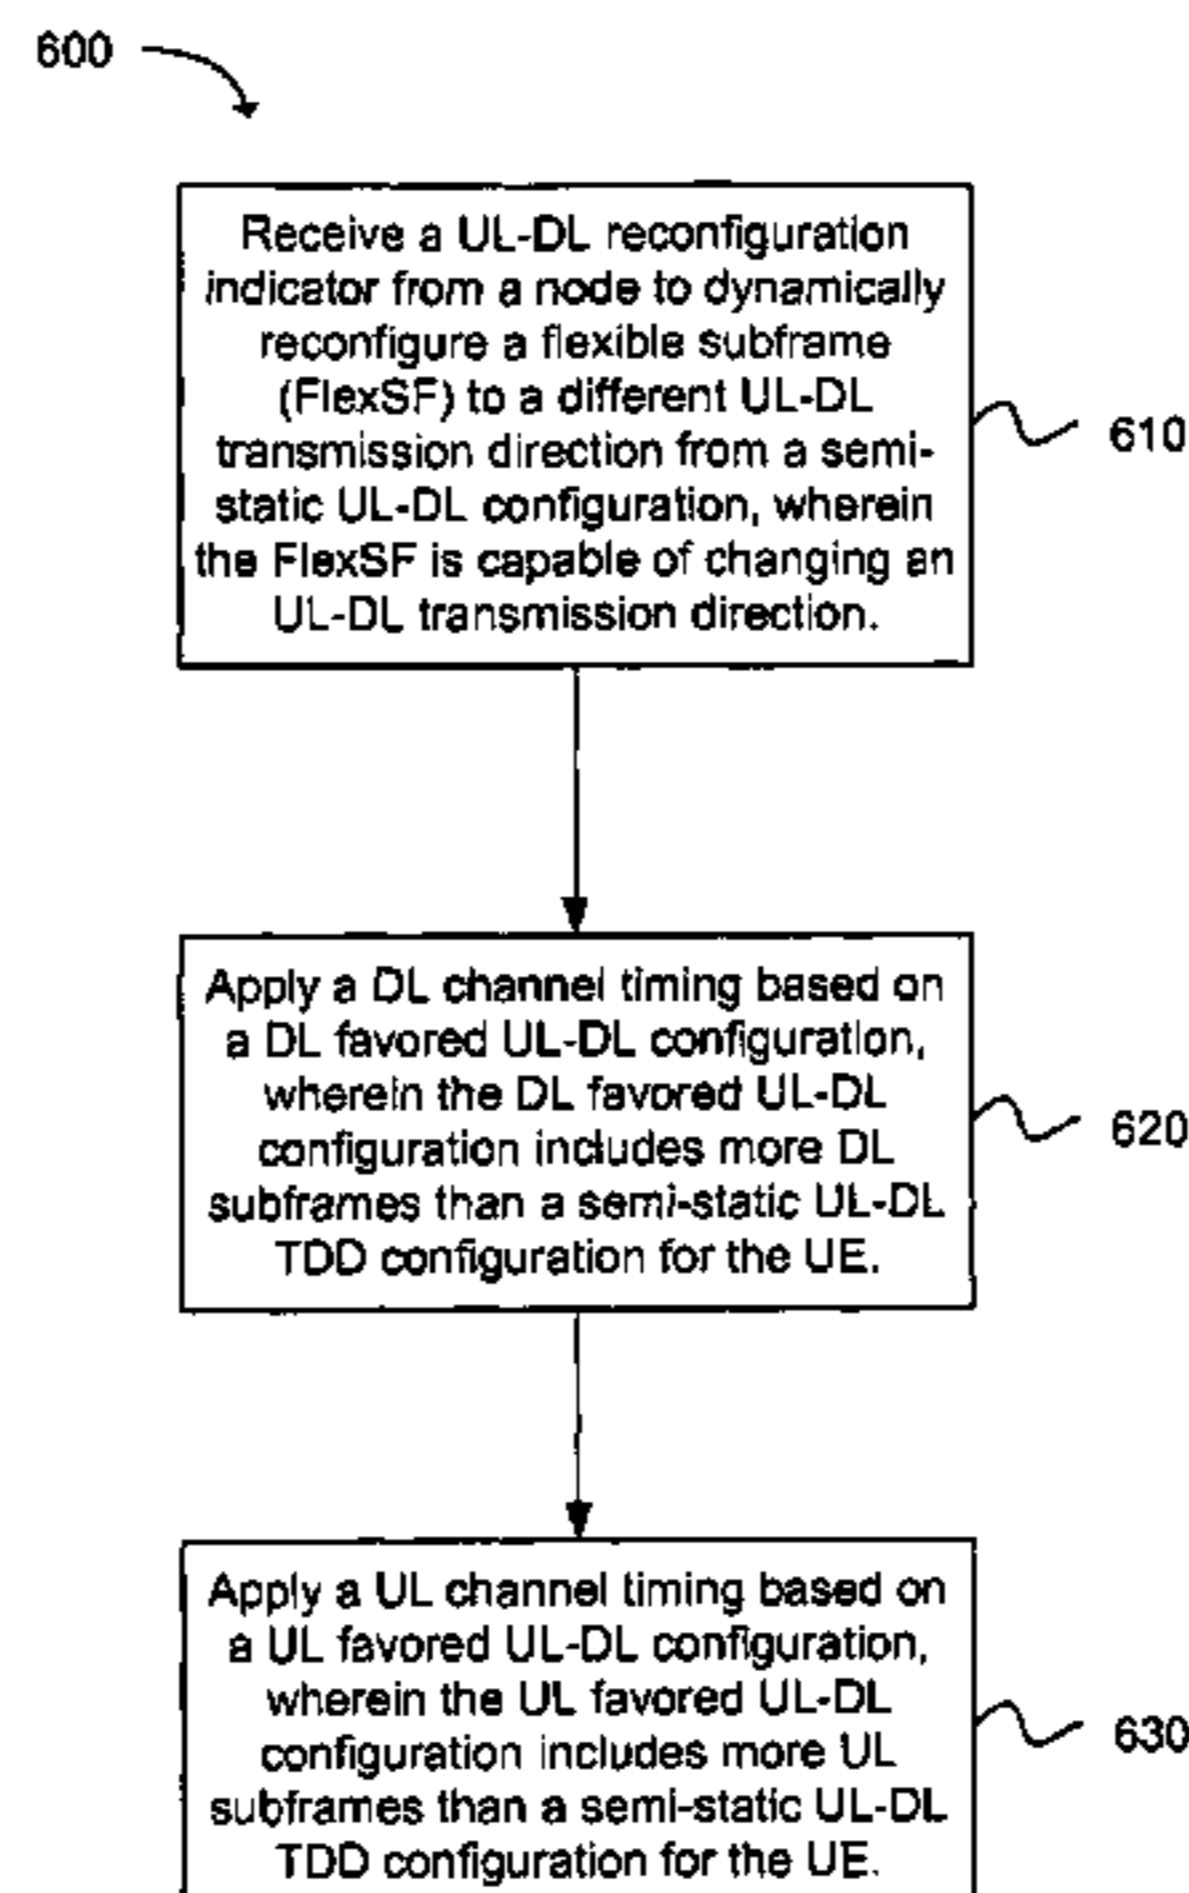 600
Receive a UL-DL reconfiguration
indicator from a node to dynamically
reconfigure a flexible subframe
(FlexSF) to a different UL-DL
transmission direction from a semi-
static UL-DL configuration, wherein
the FlexSF is capable of changing an
UL-DL transmission direction.
610
Apply a DL channel timing based on
a DL favored UL-DL configuration,
wherein the DL favored UL-DL
configuration includes more DL
subframes than a semi-static UL-DL
TDD configuration for the UE.
620
Apply a UL channel timing based on
a UL favored UL-DL configuration,
wherein the UL favored UL-DL
configuration includes more UL
subframes than a semi-static UL-DL
TDD configuration for the UE.
630